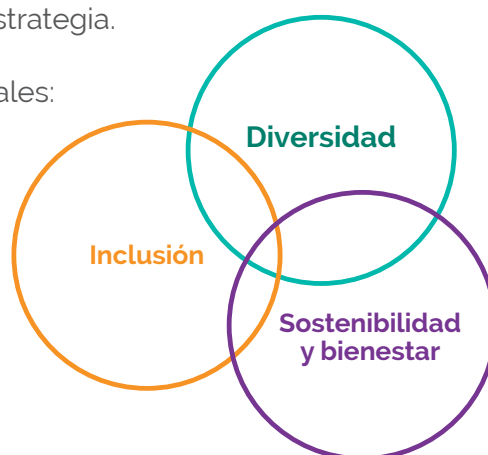 strategia.
ales:
Diversidad
Inclusión
Sostenibilidad
y bienestar